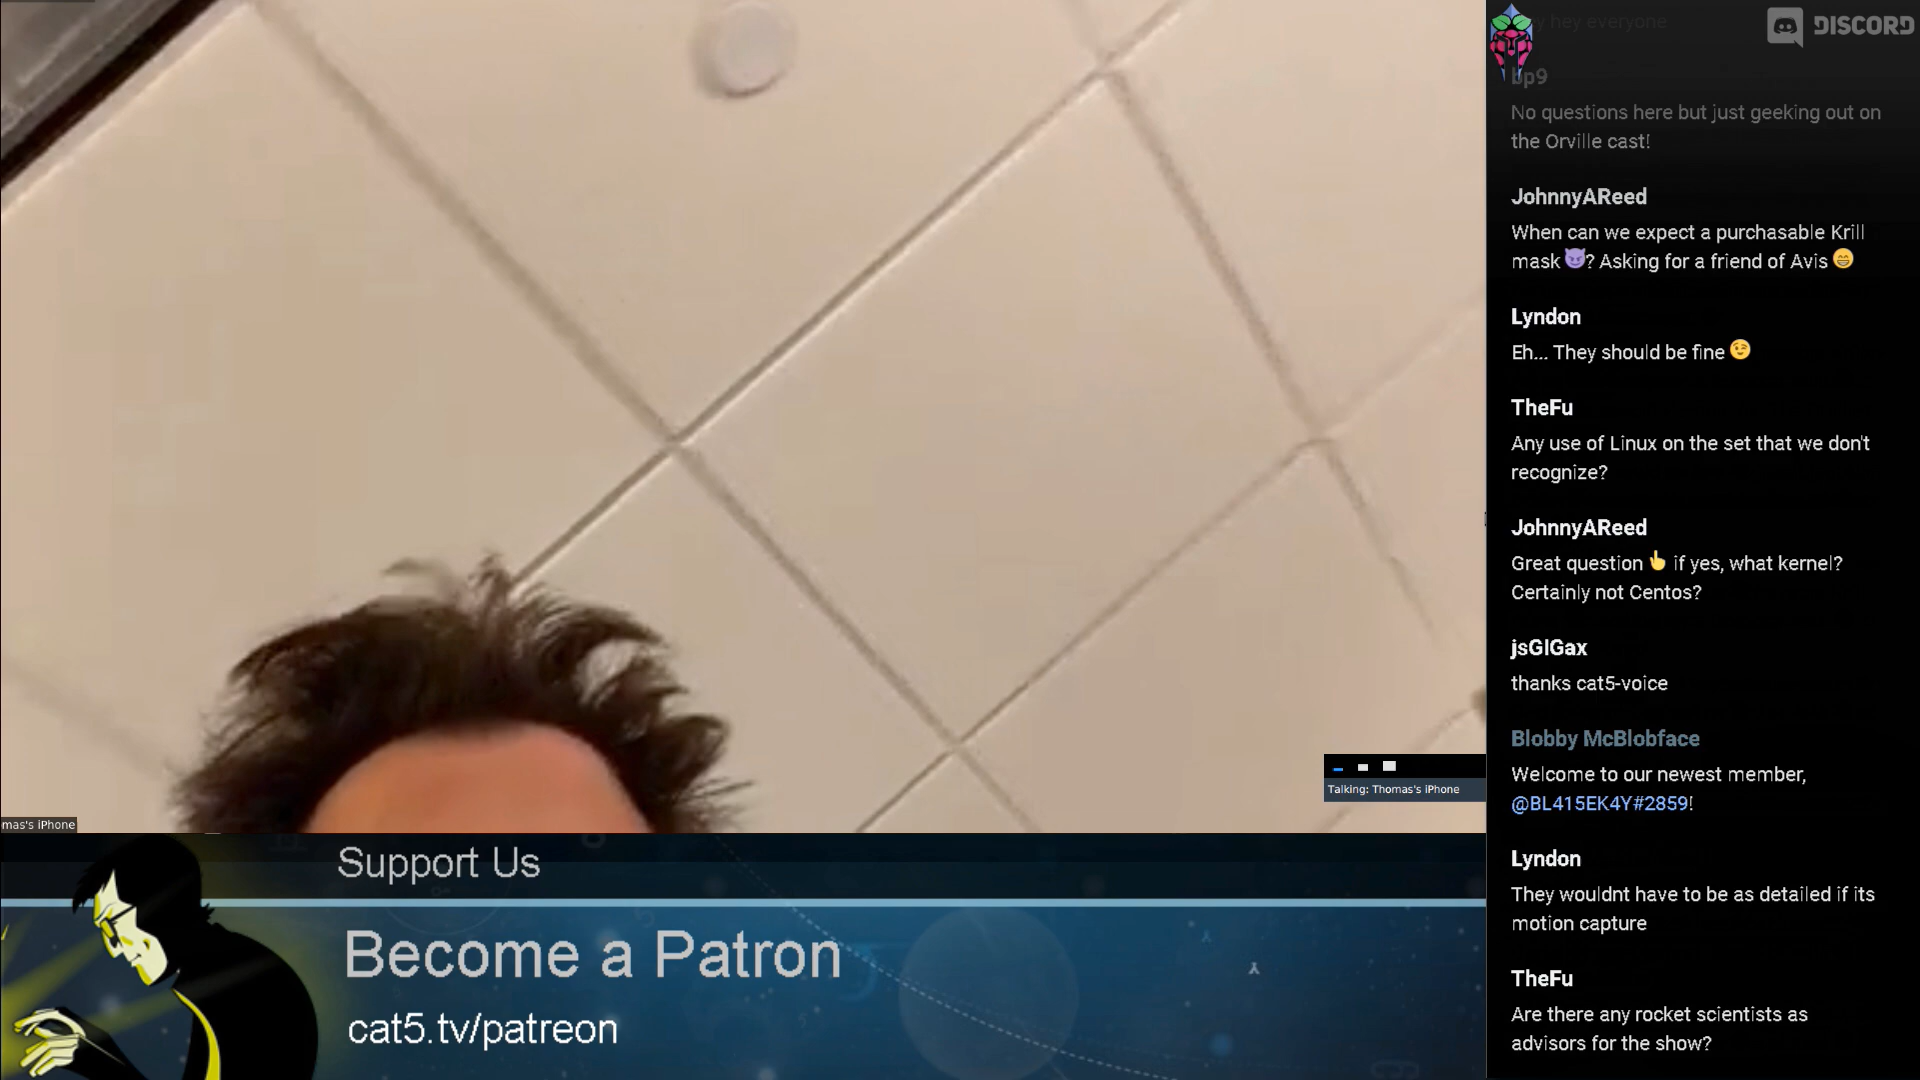 mas's iPhone
Talking: Thomas's iPhone
Support Us
Become a Patron
cat5.tv/patreon
DISCORD
hey everyone
bp9
No questions here but just geeking out on
the Orville cast!
JohnnyAReed
When can we expect a purchasable Krill
mask 😈? Asking for a friend of Avis 😁
Lyndon
Eh... They should be fine 😉
TheFu
Any use of Linux on the set that we don't
recognize?
JohnnyAReed
Great question 👆 if yes, what kernel?
Certainly not Centos?
jsGIGax
thanks cat5-voice
Blobby McBlobface
Welcome to our newest member,
@BL415EK4Y#2859!
Lyndon
They wouldnt have to be as detailed if its
motion capture
TheFu
Are there any rocket scientists as
advisors for the show?